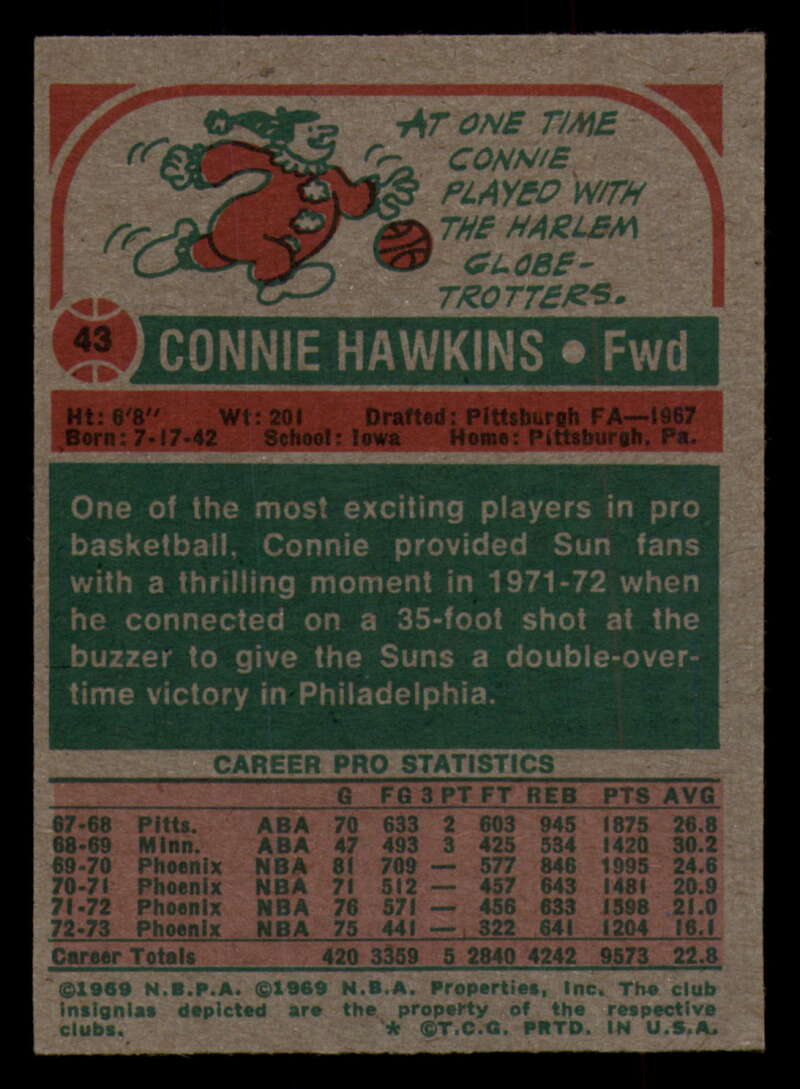 AT ONE TIME
CONNIE
PLAYED WITH
THE HARLEM
GLOBE-
TROTTERS.
43 CONNIE HAWKINS • Fwd
Ht: 6'8" Wt: 201 Drafted: Pittsburgh FA—1967
Born: 7-17-42 School: Iowa Home: Pittsburgh, Pa.
One of the most exciting players in pro
basketball, Connie provided Sun fans
with a thrilling moment in 1971-72 when
he connected on a 35-foot shot at the
buzzer to give the Suns a double-over-
time victory in Philadelphia.
CAREER PRO STATISTICS
G FG 3 PT FT REB PTS AVG
67-68 Pitts. ABA 70 633 2 603 945 1875 26.8
68-69 Minn. ABA 47 493 3 425 534 1420 30.2
69-70 Phoenix NBA 81 709 — 577 846 1995 24.6
70-71 Phoenix NBA 71 512 — 457 643 1481 20.9
71-72 Phoenix NBA 76 571 — 456 633 1598 21.0
72-73 Phoenix NBA 75 441 — 322 641 1204 16.1
Career Totals 420 3359 5 2840 4242 9573 22.8
©1969 N.B.P.A. ©1969 N.B.A. Properties, Inc. The club
insignias depicted are the property of the respective
clubs. * ©T.C.G. PRTD. IN U.S.A.